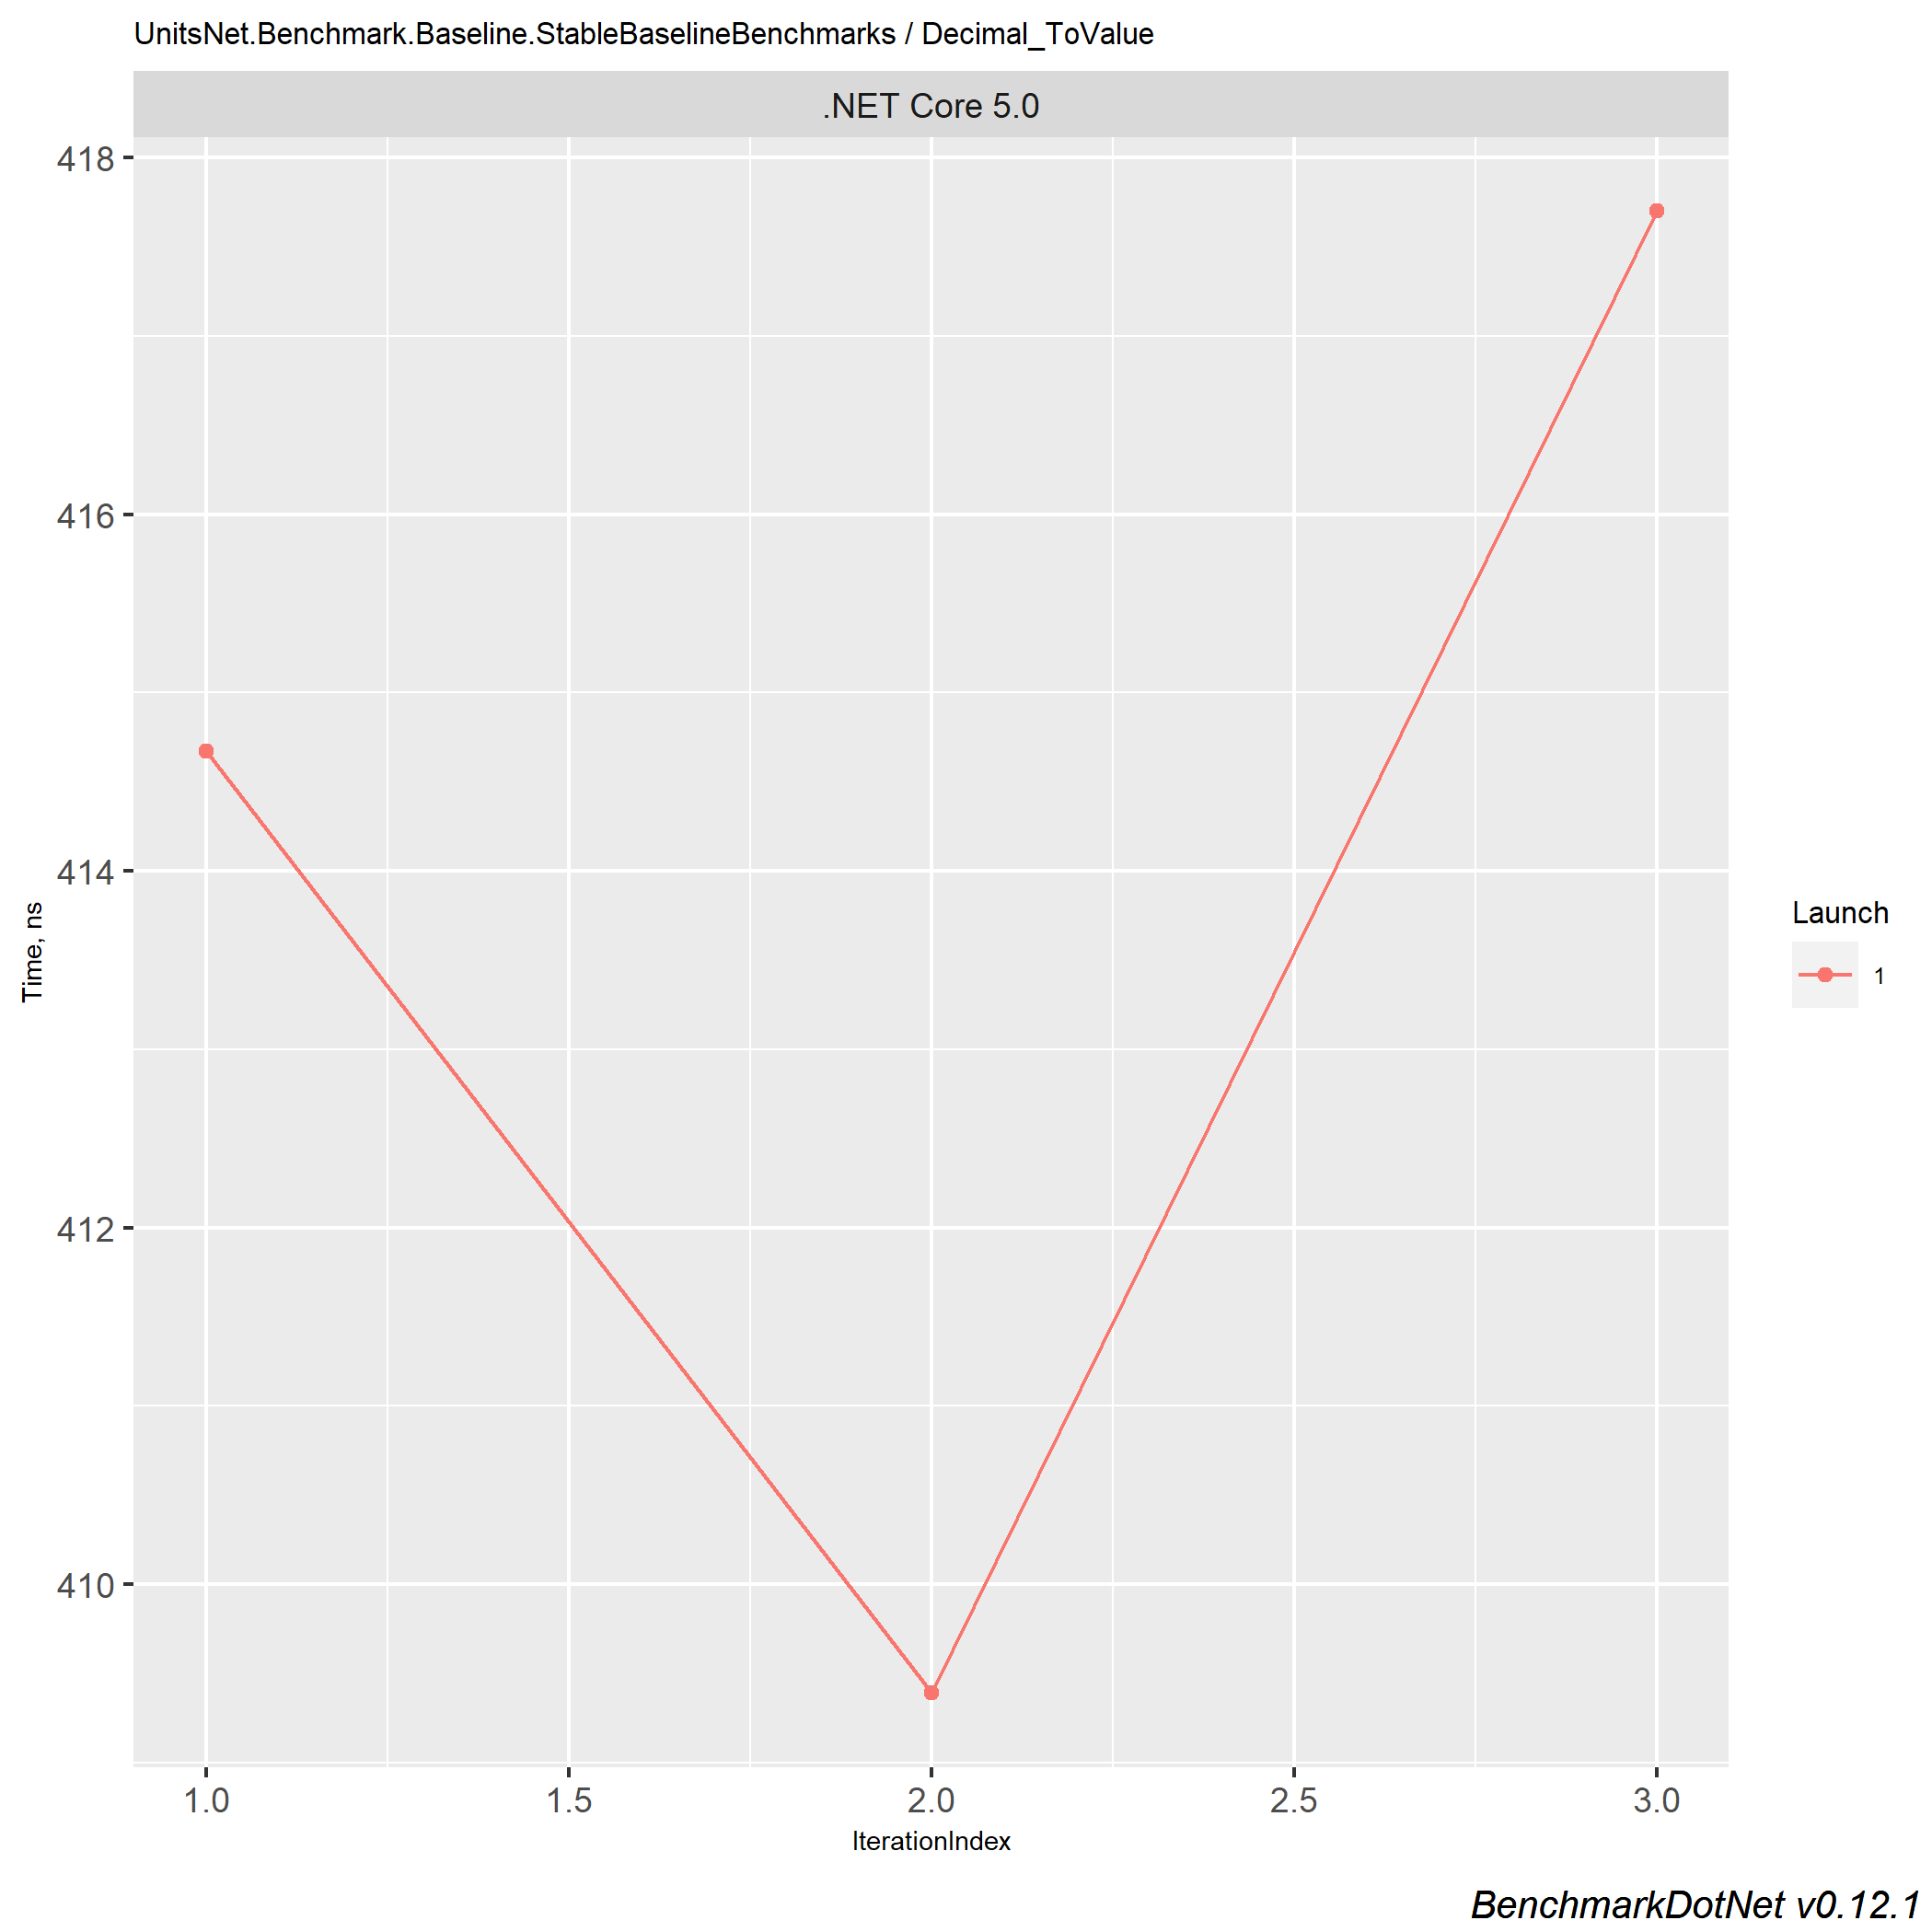 UnitsNet.Benchmark.Baseline.StableBaselineBenchmarks / Decimal_ToValue
.NET Core 5.0
418
416
414
412
410
Time, ns
1.0 1.5 2.0 2.5 3.0
IterationIndex
Launch
1
BenchmarkDotNet v0.12.1